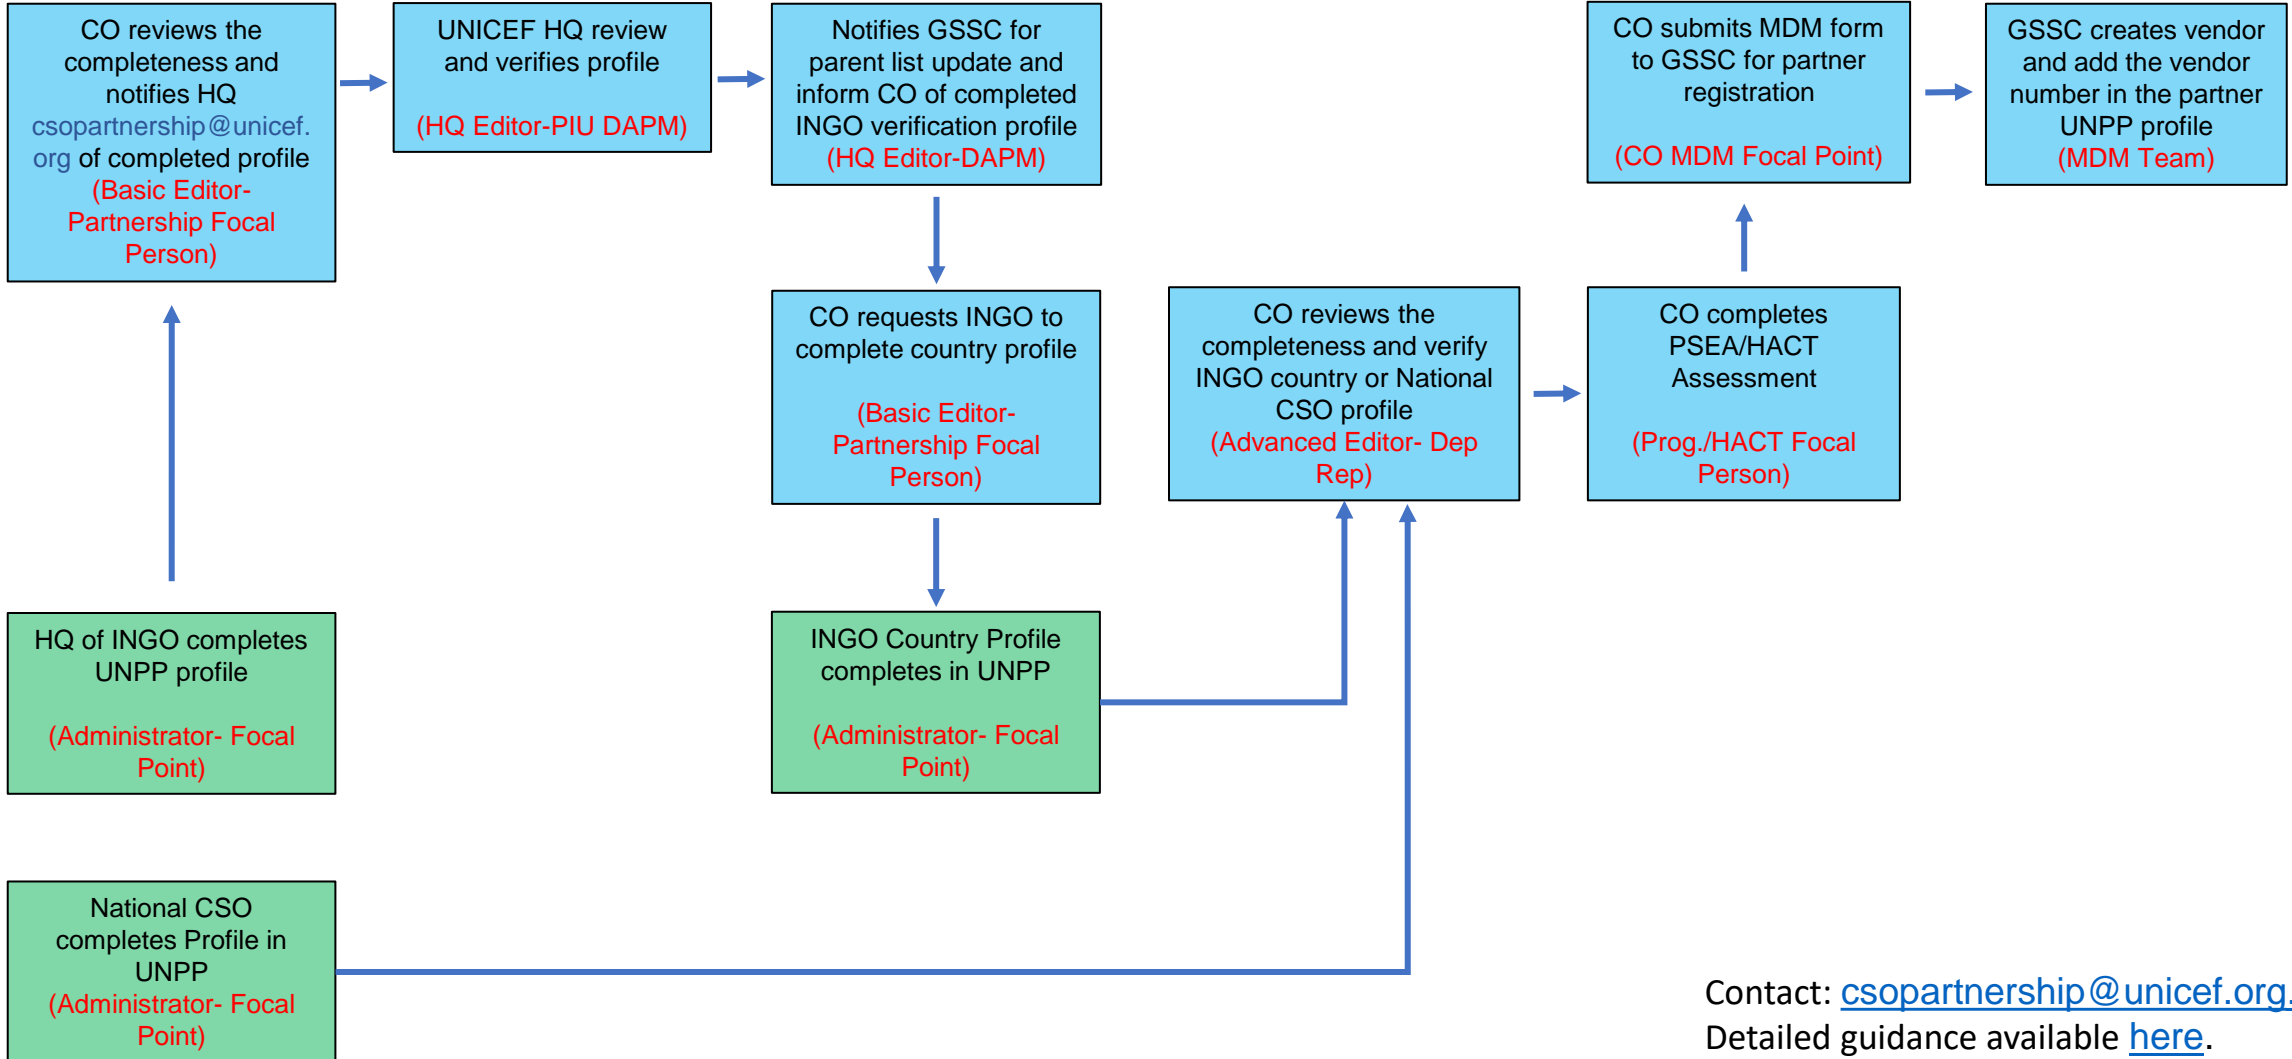 CO reviews the
completeness and
notifies HQ
csopartnership@unicef.
org of completed profile
(Basic Editor-
Partnership Focal
Person)
UNICEF HQ review
and verifies profile
(HQ Editor-PIU DAPM)
Notifies GSSC for
parent list update and
inform CO of completed
INGO verification profile
(HQ Editor-DAPM)
CO submits MDM form
to GSSC for partner
registration
(CO MDM Focal Point)
GSSC creates vendor
and add the vendor
number in the partner
UNPP profile
(MDM Team)
CO requests INGO to
complete country profile
(Basic Editor-
Partnership Focal
Person)
CO reviews the
completeness and verify
INGO country or National
CSO profile
(Advanced Editor- Dep
Rep)
CO completes
PSEA/HACT
Assessment
(Prog./HACT Focal
Person)
HQ of INGO completes
UNPP profile
(Administrator- Focal
Point)
INGO Country Profile
completes in UNPP
(Administrator- Focal
Point)
National CSO
completes Profile in
UNPP
(Administrator- Focal
Point)
Contact: csopartnership@unicef.org.
Detailed guidance available here.